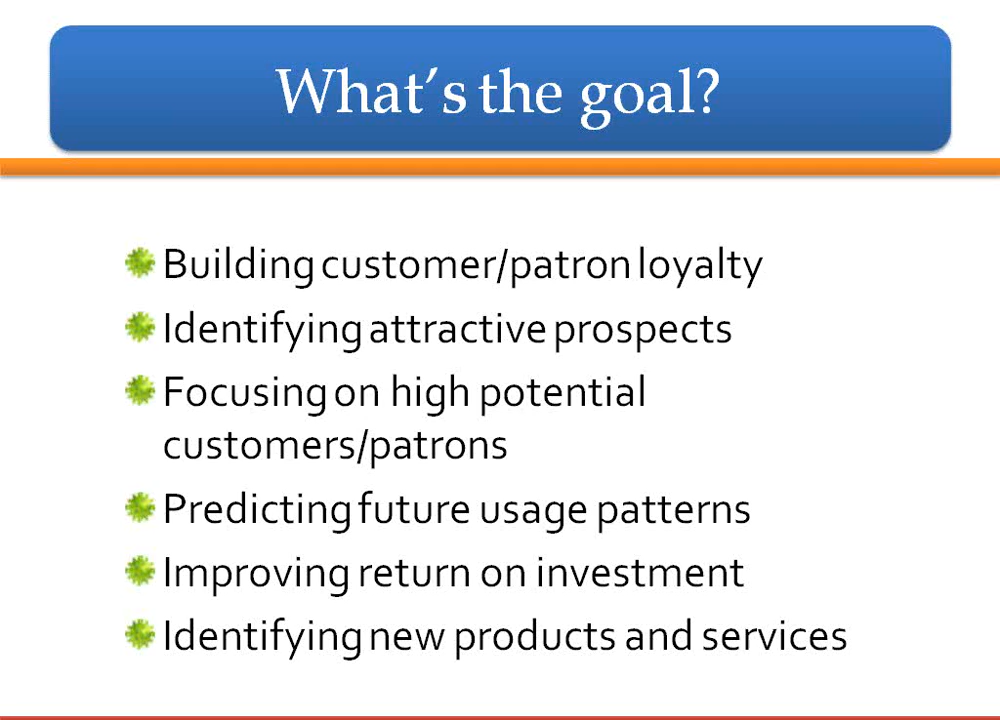 What's the goal?
Building customer/patron loyalty
Identifying attractive prospects
Focusing on high potential
customers/patrons
Predicting future usage patterns
Improving return on investment
Identifying new products and services